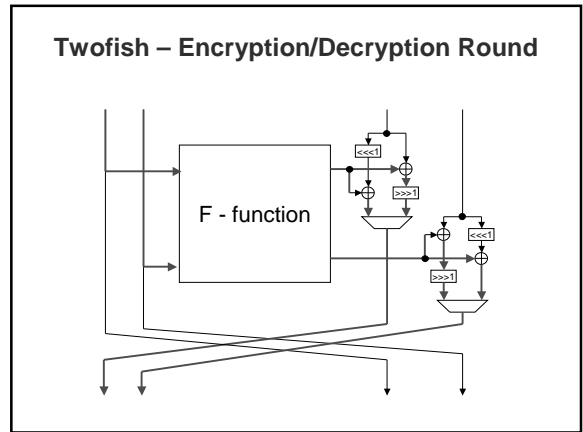 Twofish – Encryption/Decryption Round
<<<1
>>>1
F - function
<<<1
>>>1